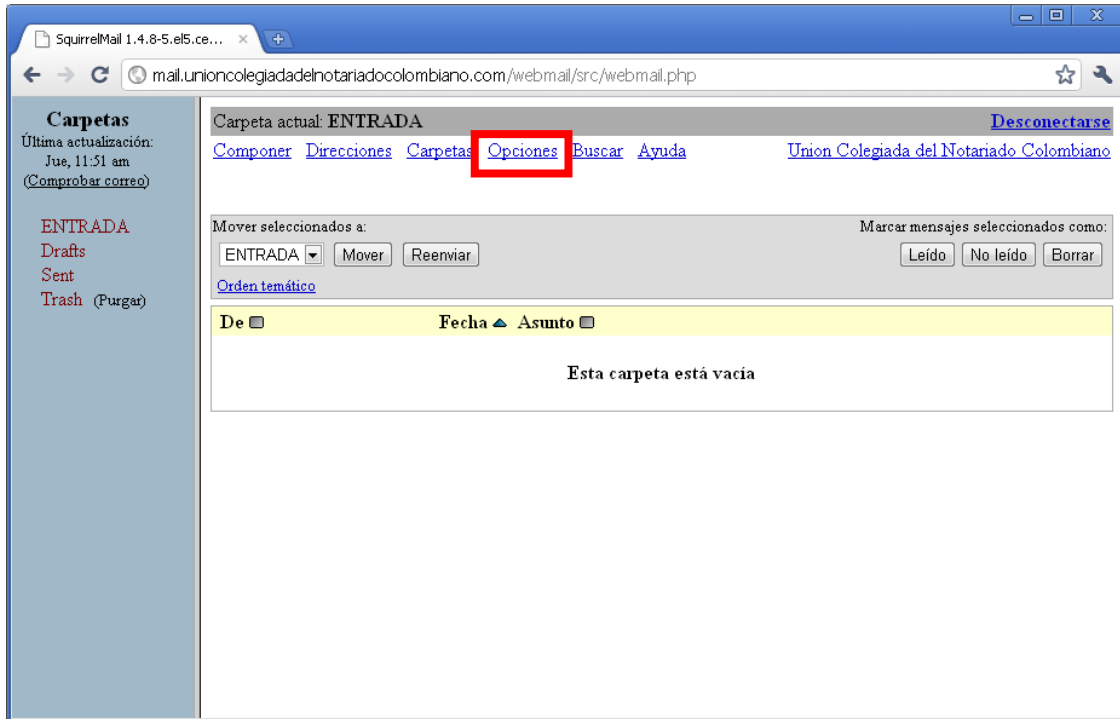 SquirrelMail 1.4.8-5.el5.ce...
mail.unioncolegiadadelnotariadocolombiano.com/webmail/src/webmail.php
Carpetas
Última actualización:
Jue, 11:51 am
(Comprobar correo)
ENTRADA
Drafts
Sent
Trash (Purgar)
Carpeta actual: ENTRADA Desconectarse
Componer Direcciones Carpetas Opciones Buscar Ayuda Union Colegiada del Notariado Colombiano
Mover seleccionados a: Marcar mensajes seleccionados como:
ENTRADA Mover Reenviar Leído No leído Borrar
Orden temático
De Fecha Asunto
Esta carpeta está vacía